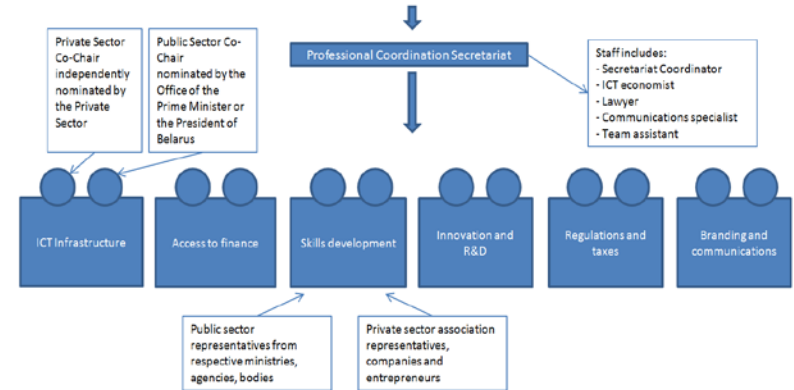 Private Sector
Co-Chair
independently
nominated by
the Private
Sector
Public Sector Co-
Chair
nominated by the
Office of the
Prime Minister or
the President of
Belarus
Professional Coordination Secretariat
Staff includes:
- Secretariat Coordinator
- ICT economist
- Lawyer
- Communications specialist
- Team assistant
ICT Infrastructure
Access to finance
Skills development
Innovation and
R&D
Regulations and
taxes
Branding and
communications
Public sector
representatives from
respective ministries,
agencies, bodies
Private sector association
representatives,
companies and
entrepreneurs